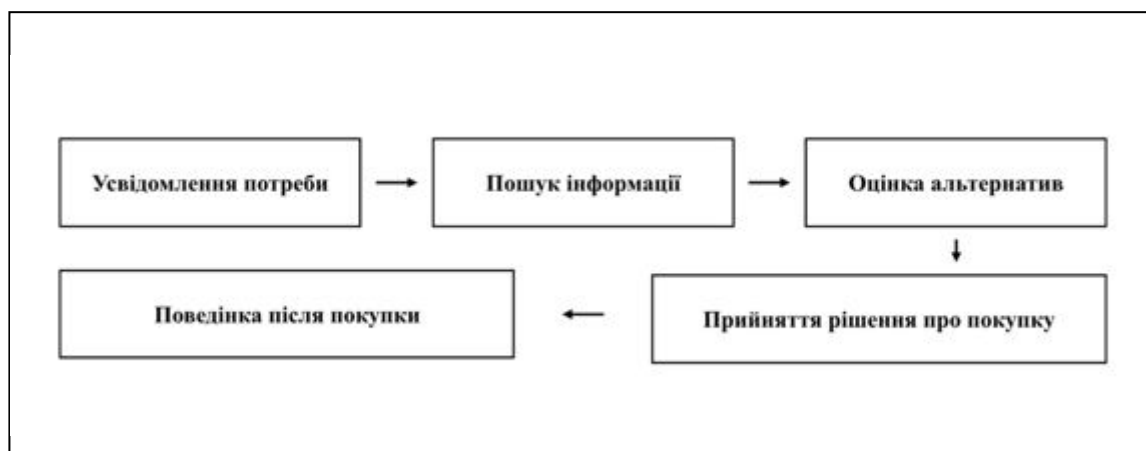 Усвідомлення потреби
Пошук інформації
Оцінка альтернатив
Прийняття рішення про покупку
Поведінка після покупки